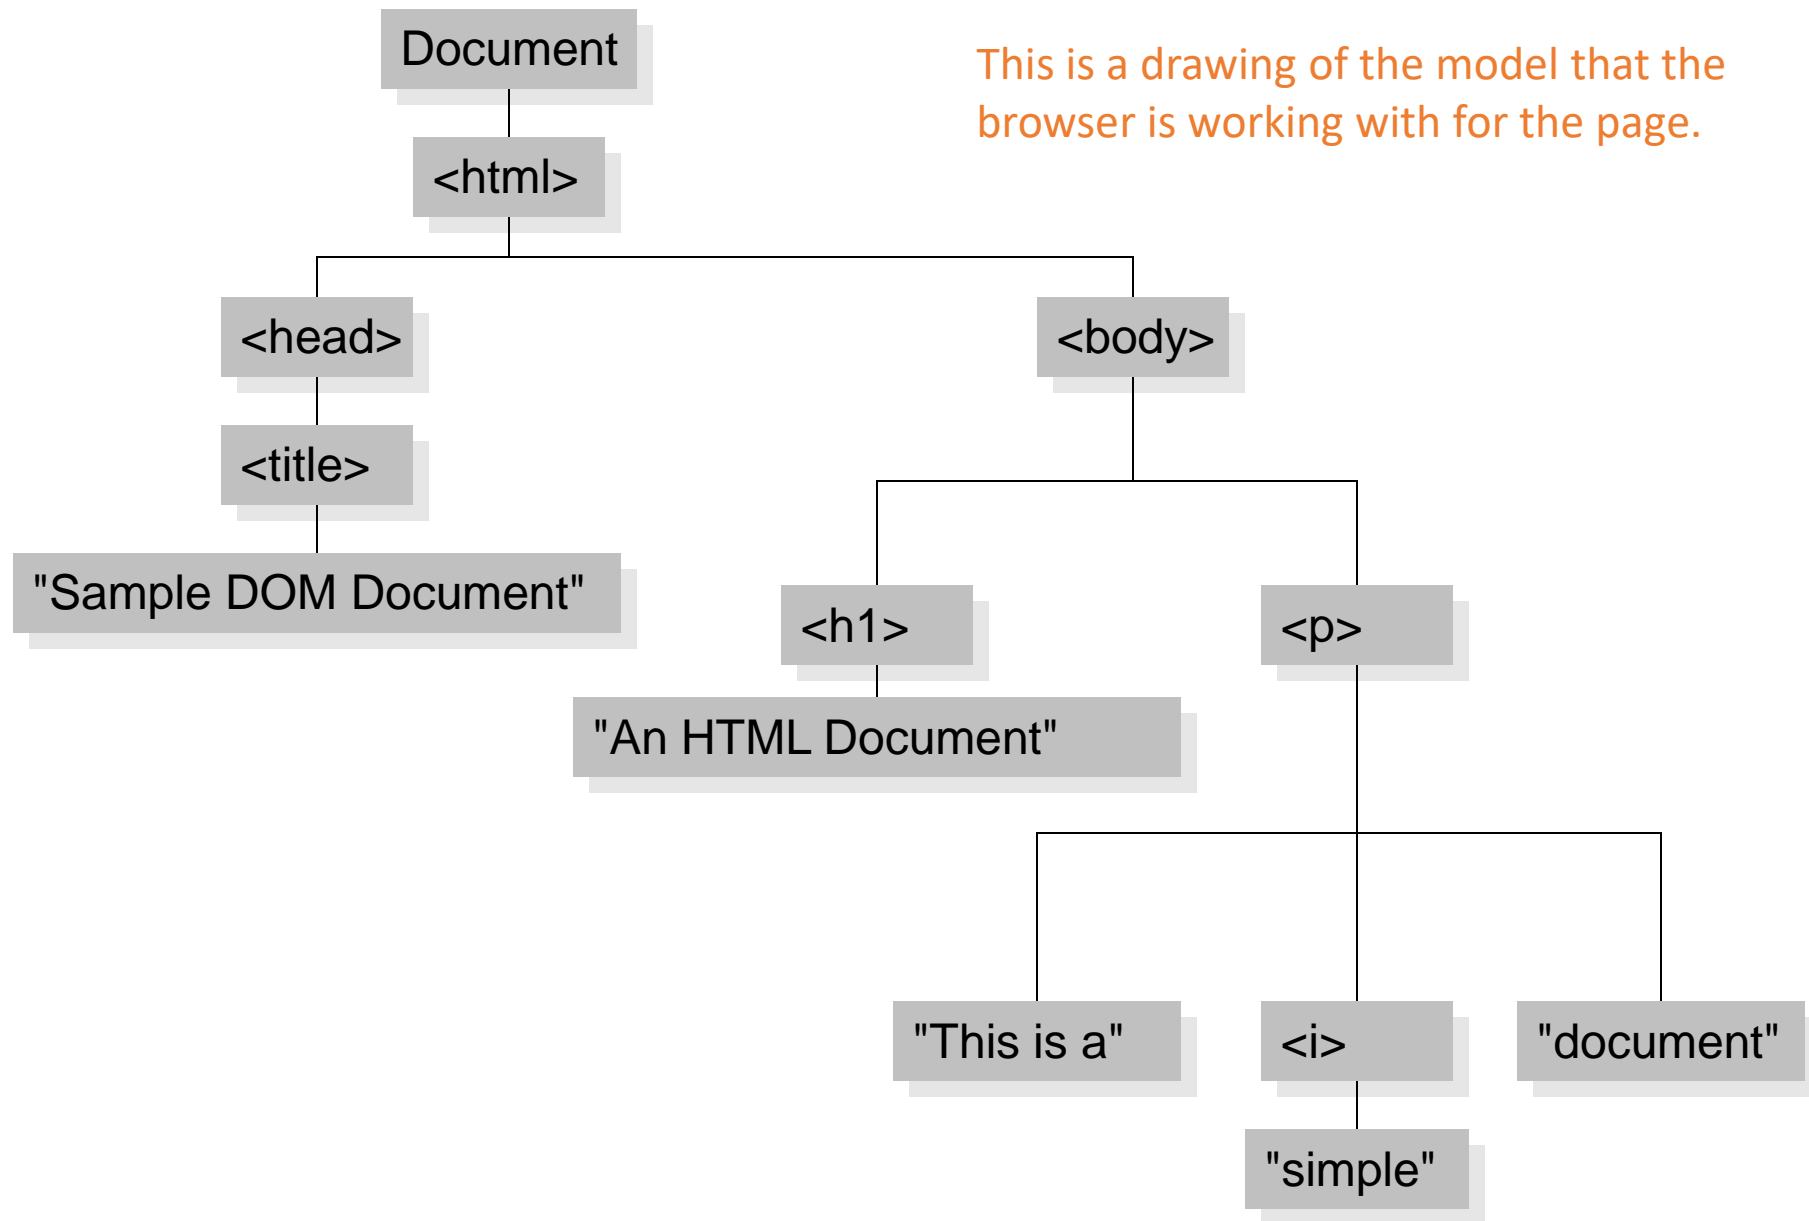 Document
This is a drawing of the model that the
browser is working with for the page.
<html>
<head>
<body>
<title>
"Sample DOM Document"
<h1>
<p>
"An HTML Document"
"This is a"
<i>
"document"
"simple"